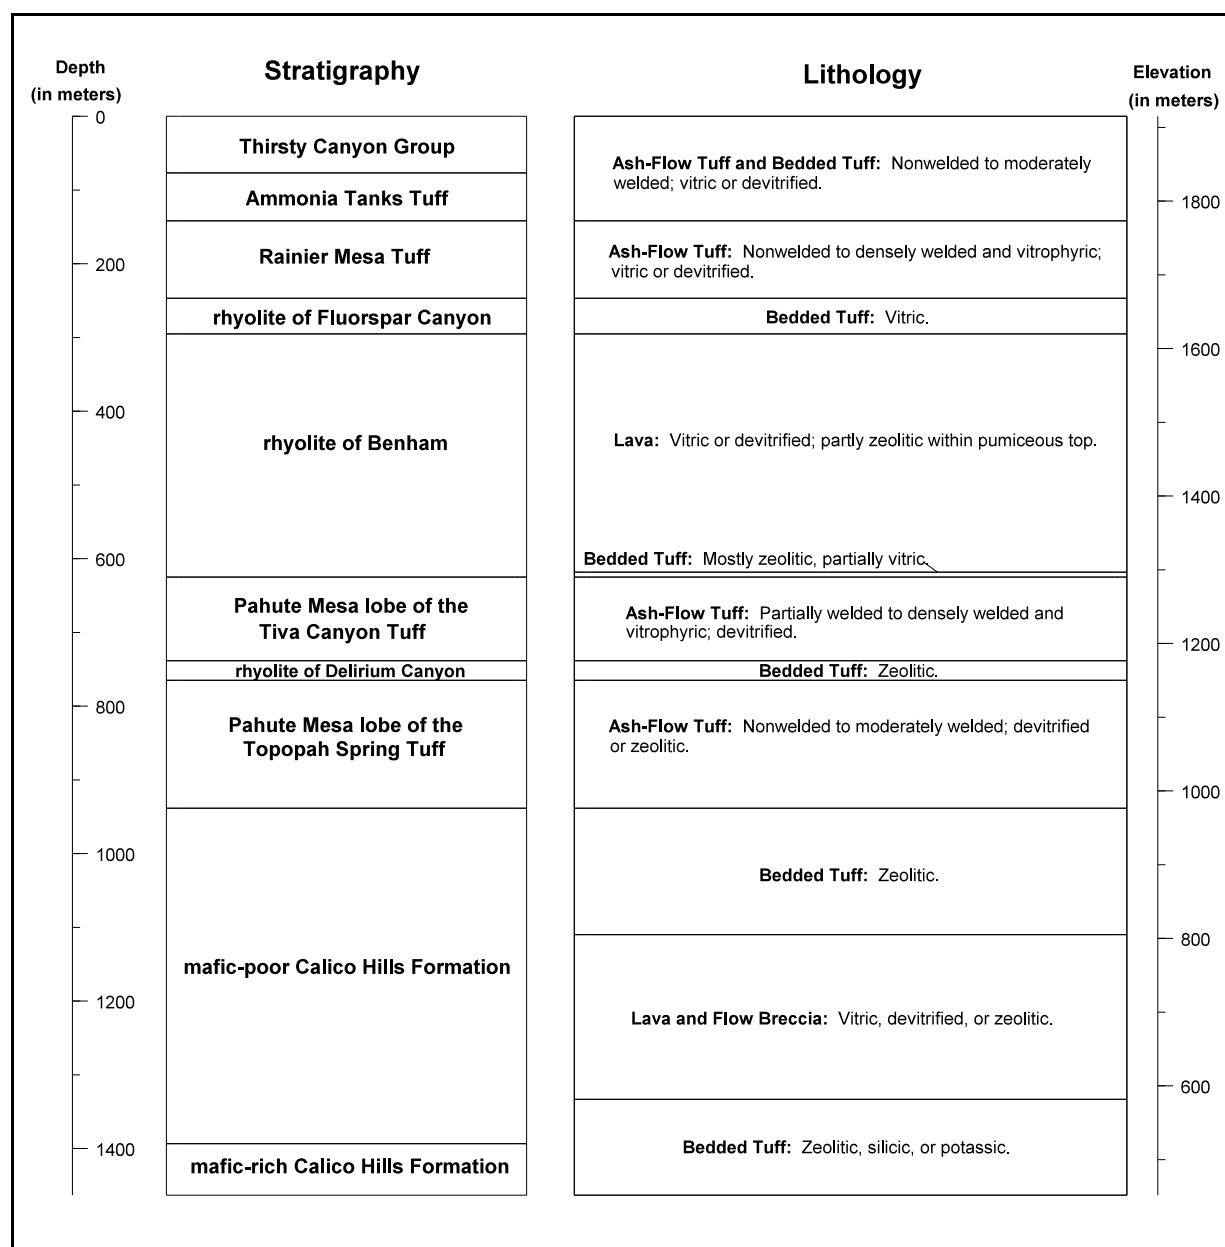 Depth
(in meters)
Stratigraphy
Lithology
Elevation
(in meters)
0
200
400
600
800
1000
1200
1400
Thirsty Canyon Group
Ammonia Tanks Tuff
Rainier Mesa Tuff
rhyolite of Fluorspar Canyon
rhyolite of Benham
Pahute Mesa lobe of the
Tiva Canyon Tuff
rhyolite of Delirium Canyon
Pahute Mesa lobe of the
Topopah Spring Tuff
mafic-poor Calico Hills Formation
mafic-rich Calico Hills Formation
Ash-Flow Tuff and Bedded Tuff: Nonwelded to moderately
welded; vitric or devitrified.
Ash-Flow Tuff: Nonwelded to densely welded and vitrophyric;
vitric or devitrified.
Bedded Tuff: Vitric.
Lava: Vitric or devitrified; partly zeolitic within pumiceous top.
Bedded Tuff: Mostly zeolitic, partially vitric.
Ash-Flow Tuff: Partially welded to densely welded and
vitrophyric; devitrified.
Bedded Tuff: Zeolitic.
Ash-Flow Tuff: Nonwelded to moderately welded; devitrified
or zeolitic.
Bedded Tuff: Zeolitic.
Lava and Flow Breccia: Vitric, devitrified, or zeolitic.
Bedded Tuff: Zeolitic, silicic, or potassic.
1800
1600
1400
1200
1000
800
600